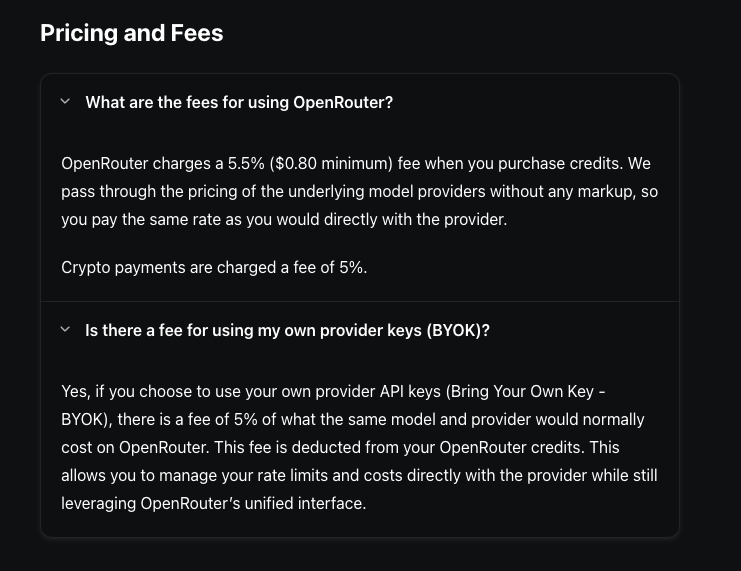 Pricing and Fees
What are the fees for using OpenRouter?
OpenRouter charges a 5.5% ($0.80 minimum) fee when you purchase credits. We
pass through the pricing of the underlying model providers without any markup, so
you pay the same rate as you would directly with the provider.
Crypto payments are charged a fee of 5%.
Is there a fee for using my own provider keys (BYOK)?
Yes, if you choose to use your own provider API keys (Bring Your Own Key -
BYOK), there is a fee of 5% of what the same model and provider would normally
cost on OpenRouter. This fee is deducted from your OpenRouter credits. This
allows you to manage your rate limits and costs directly with the provider while still
leveraging OpenRouter’s unified interface.